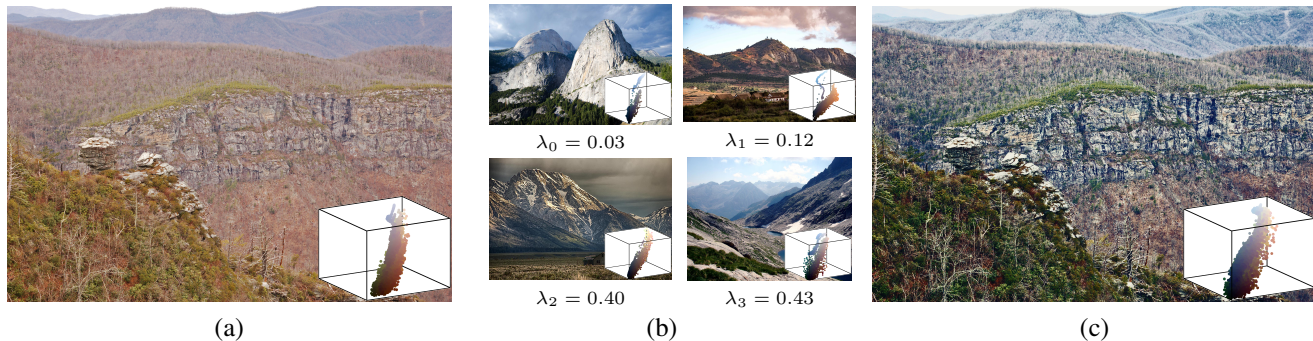 λ₀ = 0.03
λ₁ = 0.12
λ₂ = 0.40
λ₃ = 0.43
(a)
(b)
(c)